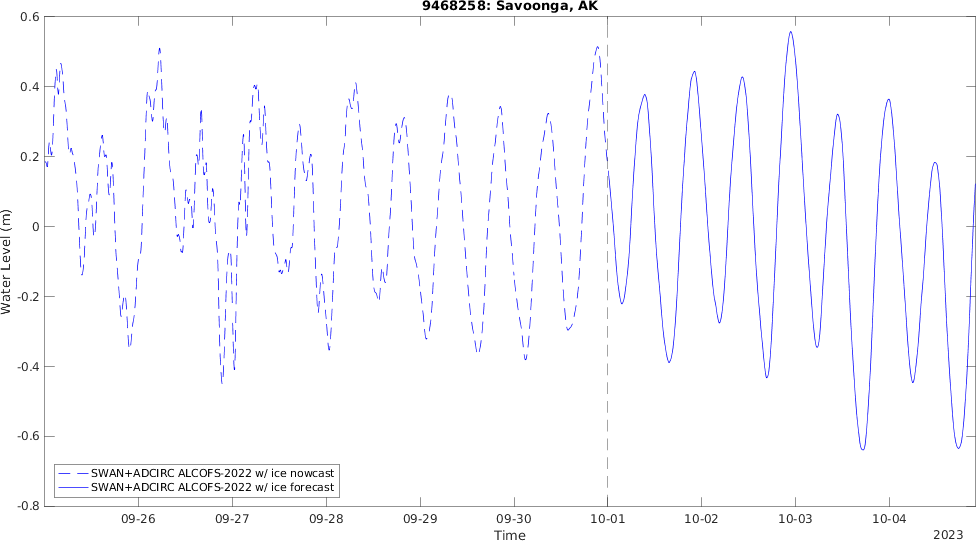 9468258: Savoonga, AK
0.6
0.4
0.2
0
-0.2
-0.4
-0.6
-0.8
Water Level (m)
SWAN+ADCIRC ALCOFS-2022 w/ ice nowcast
SWAN+ADCIRC ALCOFS-2022 w/ ice forecast
09-26 09-27 09-28 09-29 09-30 10-01 10-02 10-03 10-04
Time
2023